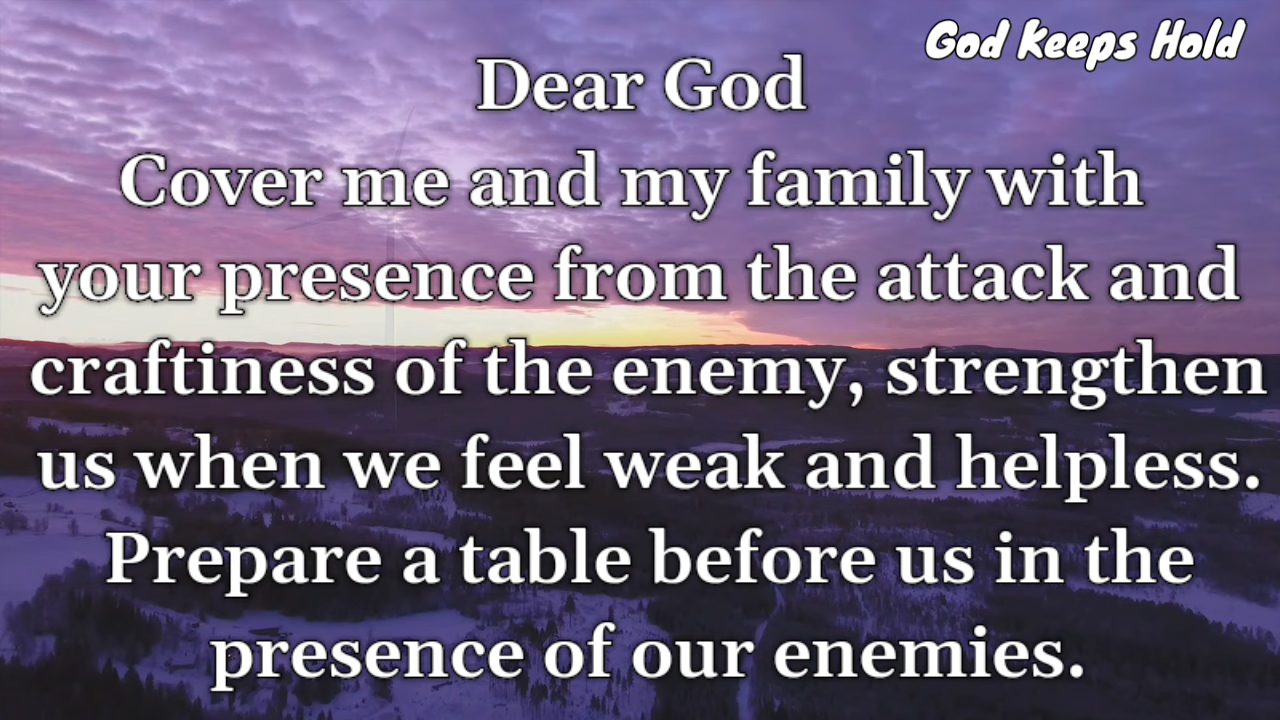 God Keeps Hold
Dear God
Cover me and my family with
your presence from the attack and
craftiness of the enemy, strengthen
us when we feel weak and helpless.
Prepare a table before us in the
presence of our enemies.